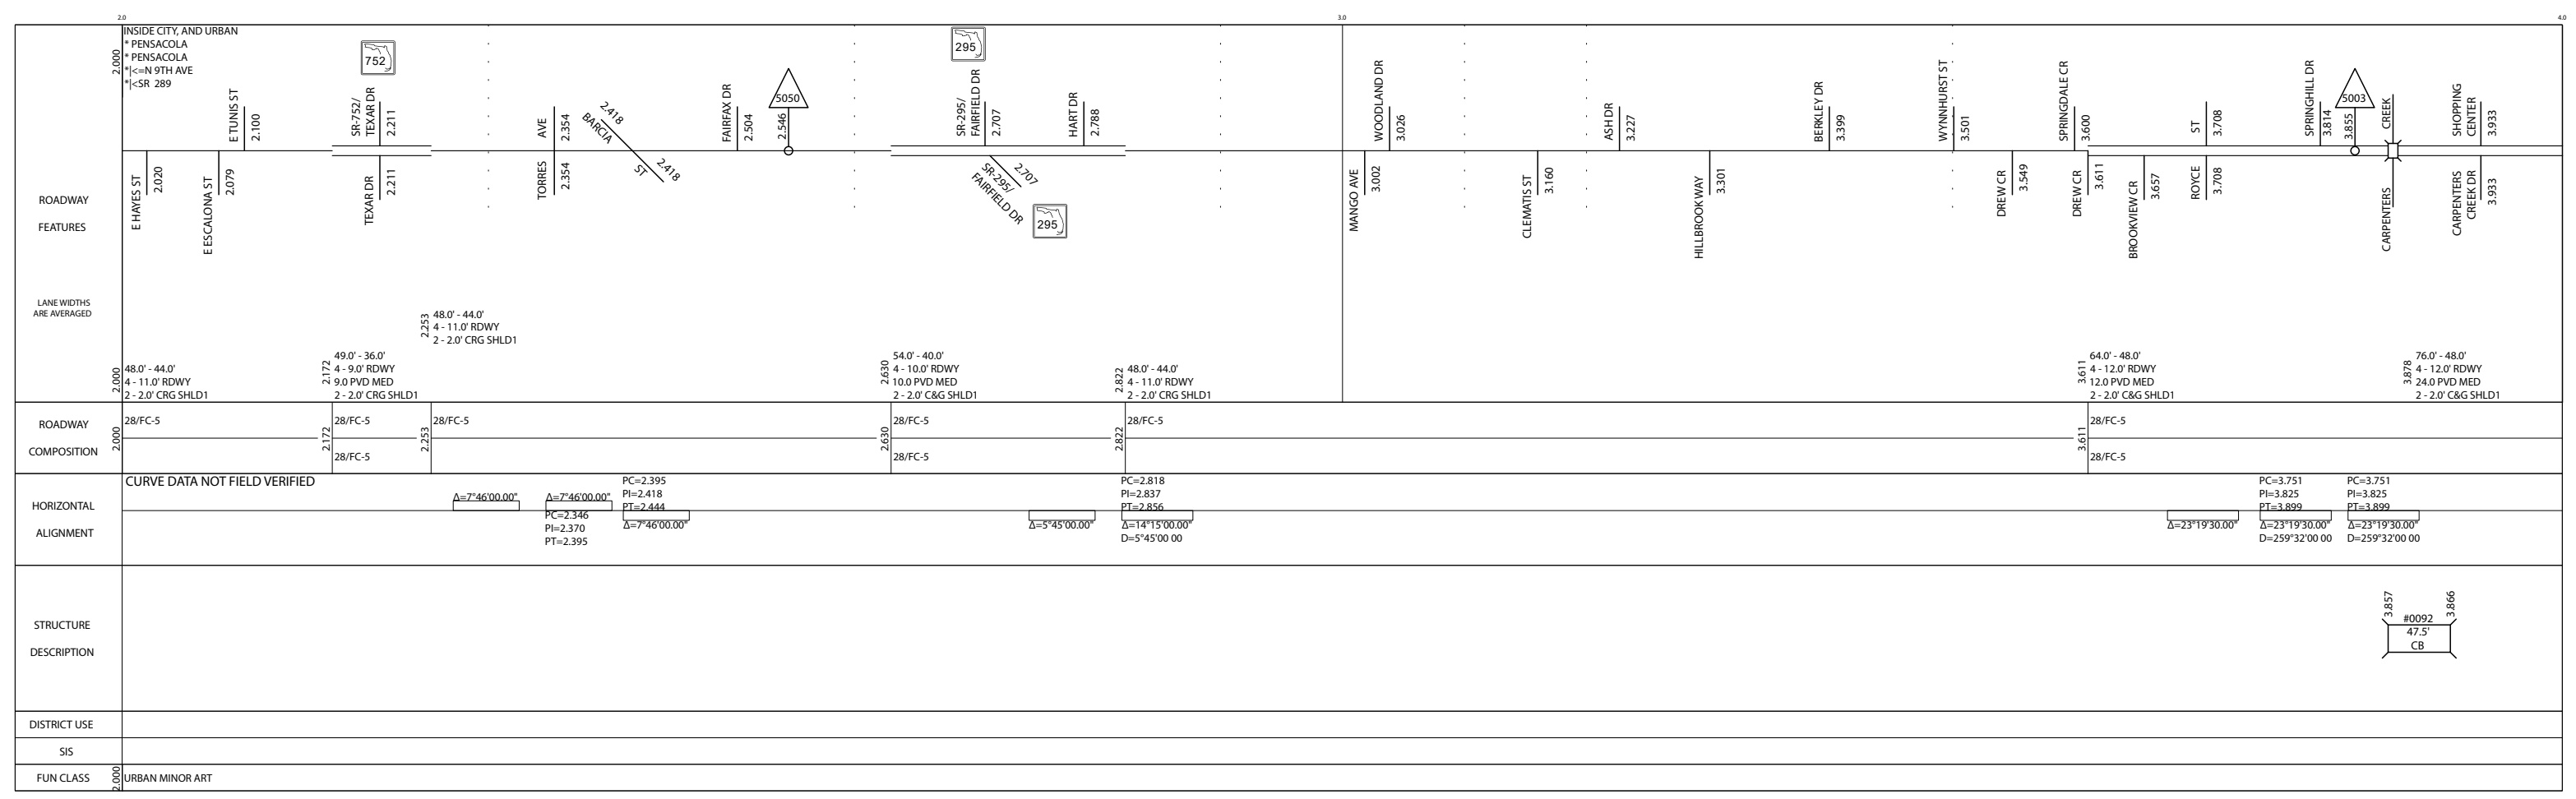 2.0
3.0
4.0
2.000
INSIDE CITY, AND URBAN
* PENSACOLA
* PENSACOLA
*|<=N 9TH AVE
*|<SR 289
752
295
E TUNIS ST
2.100
SR-752/
TEXAR DR
2.211
AVE
2.354
2.418
BARCIA
FAIRFAX DR
2.504
5050
2.546
SR-295/
FAIRFIELD DR
2.707
HART DR
2.788
WOODLAND DR
3.026
ASH DR
3.227
BERKLEY DR
3.399
WYNNHURST ST
3.501
SPRINGDALE CR
3.600
ST
3.708
SPRINGHILL DR
3.814
5003
3.855
CREEK
SHOPPING
CENTER
3.933
ROADWAY
FEATURES
E HAYES ST
2.020
E ESCALONA ST
2.079
TEXAR DR
2.211
TORRES
2.354
ST
2.418
SR-295/
FAIRFIELD DR
2.707
295
MANGO AVE
3.002
CLEMATIS ST
3.160
HILLBROOK WAY
3.301
DREW CR
3.549
DREW CR
3.611
BROOKVIEW CR
3.657
ROYCE
3.708
CARPENTERS
CARPENTERS
CREEK DR
3.933
LANE WIDTHS
ARE AVERAGED
2.000
48.0' - 44.0'
4 - 11.0' RDWY
2 - 2.0' CRG SHLD1
2.172
49.0' - 36.0'
4 - 9.0' RDWY
9.0 PVD MED
2 - 2.0' CRG SHLD1
2.253
48.0' - 44.0'
4 - 11.0' RDWY
2 - 2.0' CRG SHLD1
2.630
54.0' - 40.0'
4 - 10.0' RDWY
10.0 PVD MED
2 - 2.0' C&G SHLD1
2.822
48.0' - 44.0'
4 - 11.0' RDWY
2 - 2.0' CRG SHLD1
3.611
64.0' - 48.0'
4 - 12.0' RDWY
12.0 PVD MED
2 - 2.0' C&G SHLD1
3.878
76.0' - 48.0'
4 - 12.0' RDWY
24.0 PVD MED
2 - 2.0' C&G SHLD1
ROADWAY
COMPOSITION
2.000
28/FC-5
2.172
28/FC-5
28/FC-5
2.253
28/FC-5
2.630
28/FC-5
28/FC-5
2.822
28/FC-5
3.611
28/FC-5
28/FC-5
HORIZONTAL
ALIGNMENT
CURVE DATA NOT FIELD VERIFIED
Δ=7°46'00.00"
Δ=7°46'00.00"
PC=2.346
PI=2.370
PT=2.395
PC=2.395
PI=2.418
PT=2.444
Δ=7°46'00.00"
Δ=5°45'00.00"
PC=2.818
PI=2.837
PT=2.856
Δ=14°15'00.00"
D=5°45'00 00
Δ=23°19'30.00"
PC=3.751
PI=3.825
PT=3.899
Δ=23°19'30.00"
D=259°32'00 00
PC=3.751
PI=3.825
PT=3.899
Δ=23°19'30.00"
D=259°32'00 00
STRUCTURE
DESCRIPTION
3.857
3.866
#0092
47.5'
CB
DISTRICT USE
SIS
FUN CLASS
2.000
URBAN MINOR ART